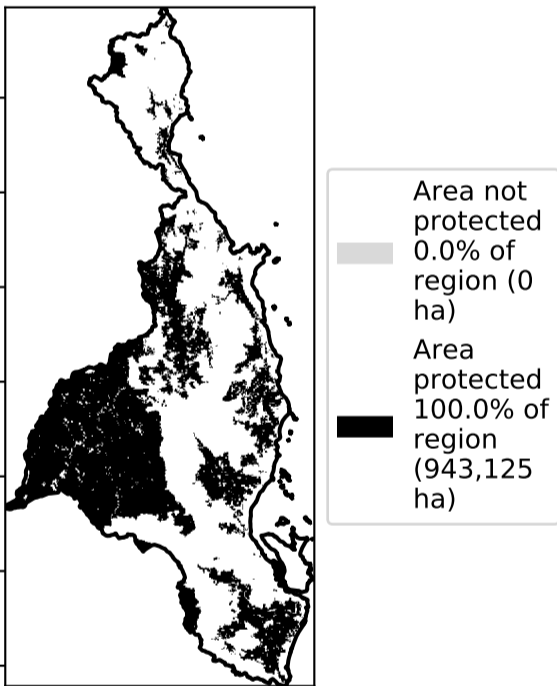 Area not
protected
0.0% of
region (0
ha)
Area
protected
100.0% of
region
(943,125
ha)